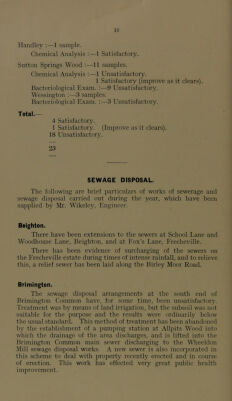 10
Handley :—1 sample.
Chemical Analysis :—1 Satisfactory.
Sutton Springs Wood :—11 samples.
Chemical Analysis :—1 Unsatisfactory.
1 Satisfactory (improve as it clears).
Bacteriological Exam. :—9 Unsatisfactory.
Wessington :—3 samples.
Bacteriological Exam. :—3 Unsatisfactory.
Total.—
4 Satisfactory.
1 Satisfactory. (Improve as it clears).
18 Unsatisfactory.
—
23
—
SEWAGE DISPOSAL.
The following are brief particulars of works of sewerage and
sewage disposal carried out during the year, which have been
supplied by Mr. Wikeley, Engineer.
Beighton.
There have been extensions to the sewers at School Lane and
Woodhouse Lane, Beighton, and at Fox's Lane, Frecheville.
There has been evidence of surcharging of the sewers on
the Frecheville estate during times of intense rainfall, and to relieve
this, a relief sewer has been laid along the Birley Moor Road.
Brimington.
The sewage disposal arrangements at the south end of
Brimington Common have, for some time, been unsatisfactory.
Treatment was by means of land irrigation, but the subsoil was not
suitable for the purpose and the results were ordinarily below
the usual standard. This method of treatment has been abandoned
by the establishment of a pumping station at Allpits Wood into
which the drainage of the area discharges, and is lifted into the
Brimington Common main sewer discharging to the Wheeldon
Mill sewage disposal works. A new sewer is also incorporated in
this scheme to deal with property recently erected and in course
of erection. This work has effected very great public health
improvement.